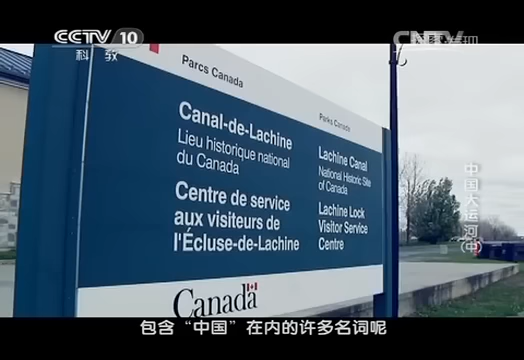 CCTV 10
科教
CNTV
Parcs Canada
Canal-de-Lachine
Lieu historique national
du Canada
Centre de service
aux visiteurs de
l'Écluse-de-Lachine
Parks Canada
Lachine Canal
National Historic Site
of Canada
Lachine Lock
Visitor Service
Centre
Canada
中国大运河(中)
包含“中国”在内的许多名词呢